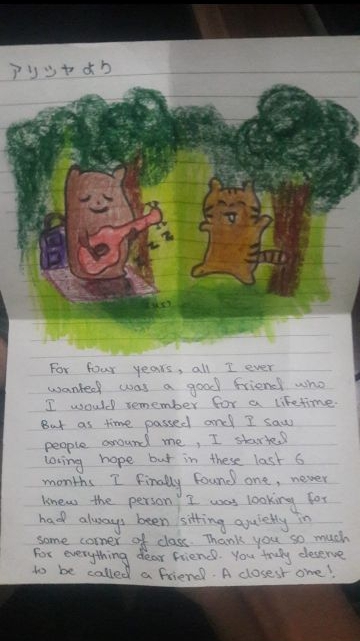 アリツヤより
For four years, all I ever
wanted was a good friend who
I would remember for a lifetime.
But as time passed and I saw
people around me, I started
losing hope but in these last 6
months I finally found one, never
knew the person I was looking for
had always been sitting quietly in
some corner of class. Thank you so much
for everything dear friend. You truly deserve
to be called a friend. A closest one!